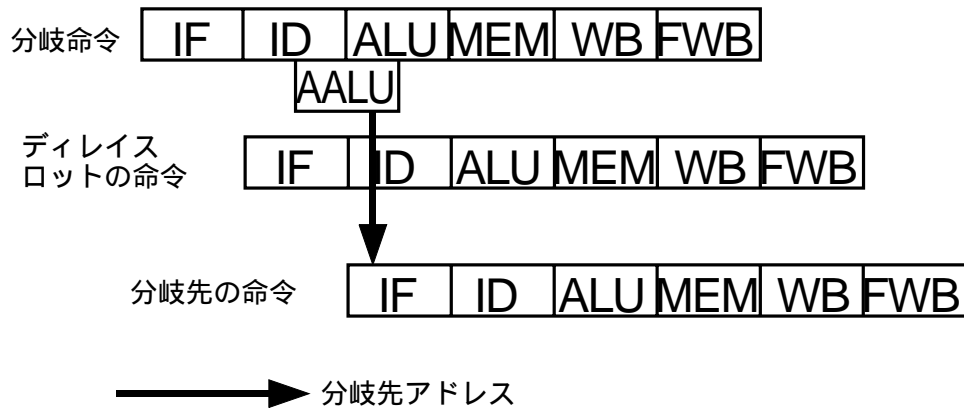 分岐命令 IF ID ALU MEM WB FWB
AALU
ディレイス
ロットの命令 IF ID ALU MEM WB FWB
分岐先の命令 IF ID ALU MEM WB FWB
分岐先アドレス